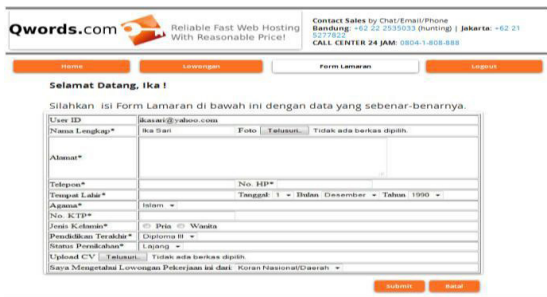 Qwords.com
Reliable Fast Web Hosting
With Reasonable Price!
Contact Sales by Chat/Email/Phone
Bandung: +62 22 2535033 (hunting) | Jakarta: +62 21
5277822
CALL CENTER 24 JAM: 0804-1-808-888
Home Lowongan Form Lamaran Logout
Selamat Datang, Ika !
Silahkan isi Form Lamaran di bawah ini dengan data yang sebenar-benarnya.
User ID ikasari@yahoo.com
Nama Lengkap* Ika Sari Foto Telusuri... Tidak ada berkas dipilih.
Alamat*
Telepon* No. HP*
Tempat Lahir* Tanggal: 1 Bulan Desember Tahun 1990
Agama* Islam
No. KTP*
Jenis Kelamin* Pria Wanita
Pendidikan Terakhir* Diploma III
Status Pernikahan* Lajang
Upload CV Telusuri... Tidak ada berkas dipilih.
Saya Mengetahui Lowongan Pekerjaan ini dari: Koran Nasional/Daerah
Submit Batal